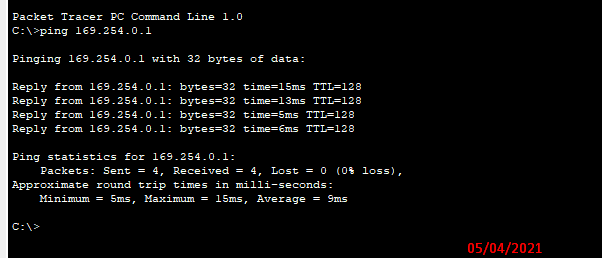 Packet Tracer PC Command Line 1.0
C:\>ping 169.254.0.1
Pinging 169.254.0.1 with 32 bytes of data:
Reply from 169.254.0.1: bytes=32 time=15ms TTL=128
Reply from 169.254.0.1: bytes=32 time=13ms TTL=128
Reply from 169.254.0.1: bytes=32 time=5ms TTL=128
Reply from 169.254.0.1: bytes=32 time=6ms TTL=128
Ping statistics for 169.254.0.1:
Packets: Sent = 4, Received = 4, Lost = 0 (0% loss),
Approximate round trip times in milli-seconds:
Minimum = 5ms, Maximum = 15ms, Average = 9ms
C:\>
05/04/2021